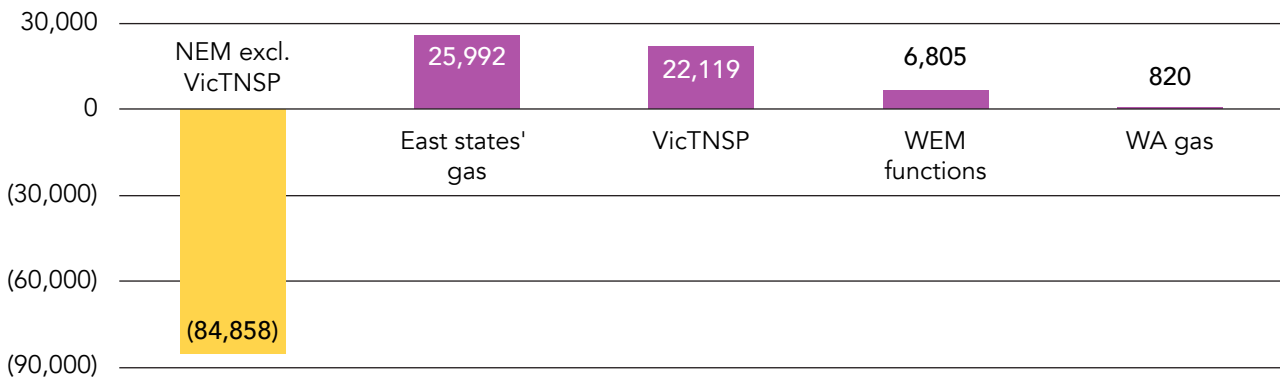 30,000
0
(30,000)
(60,000)
(90,000)
NEM excl.
VicTNSP
(84,858)
25,992
East states'
gas
22,119
VicTNSP
6,805
WEM
functions
820
WA gas